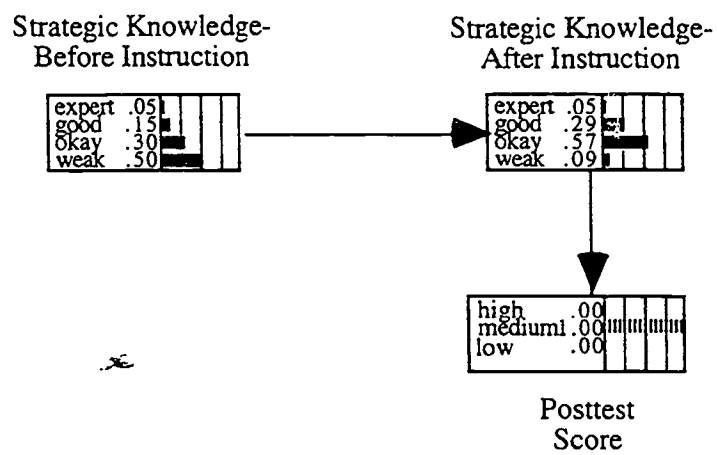 Strategic Knowledge-
Before Instruction
expert .05
good .15
okay .30
weak .50
Strategic Knowledge-
After Instruction
expert .05
good .29
okay .57
weak .09
high .00
medium1.00
low .00
Posttest
Score